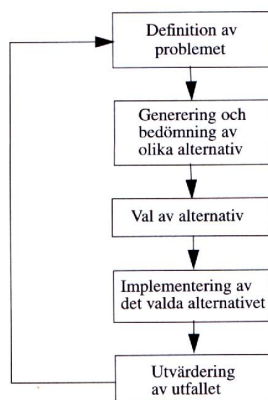 Definition av
problemet
Generering och
bedömning av
olika alternativ
Val av alternativ
Implementering av
det valda alternativet
Utvärdering
av utfallet